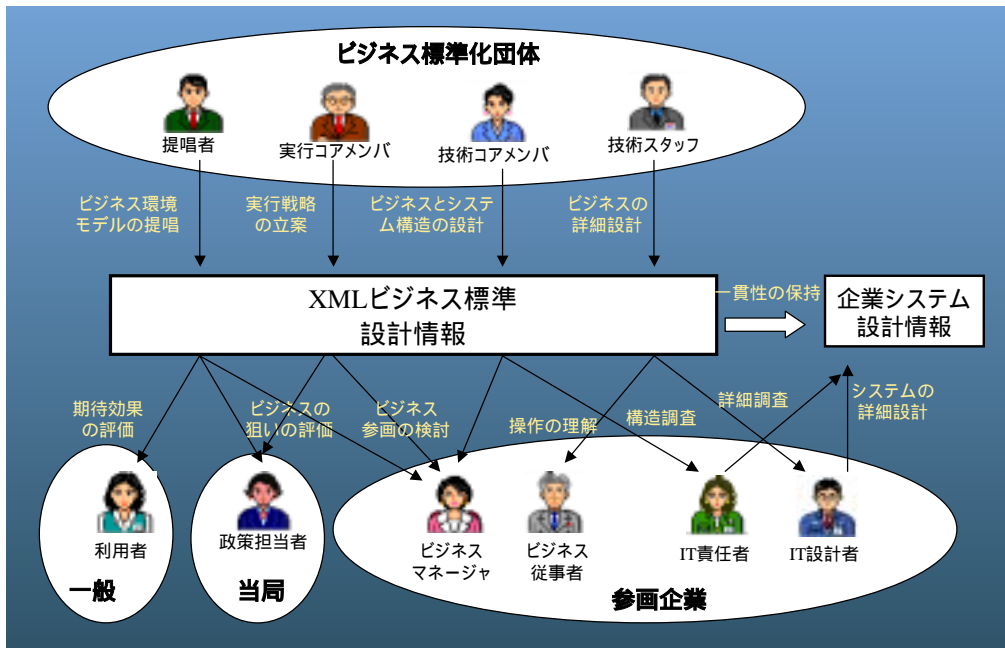 ビジネス標準化団体
提唱者
実行コアメンバ
技術コアメンバ
技術スタッフ
ビジネス環境
モデルの提唱
実行戦略
の立案
ビジネスとシステ
ム構造の設計
ビジネスの
詳細設計
XMLビジネス標準
設計情報
一貫性の保持
企業システム
設計情報
期待効果
の評価
ビジネスの
狙いの評価
ビジネス
参画の検討
操作の理解
構造調査
詳細調査
システムの
詳細設計
利用者
一般
政策担当者
当局
ビジネス
マネージャ
ビジネス
従事者
IT責任者
IT設計者
参画企業